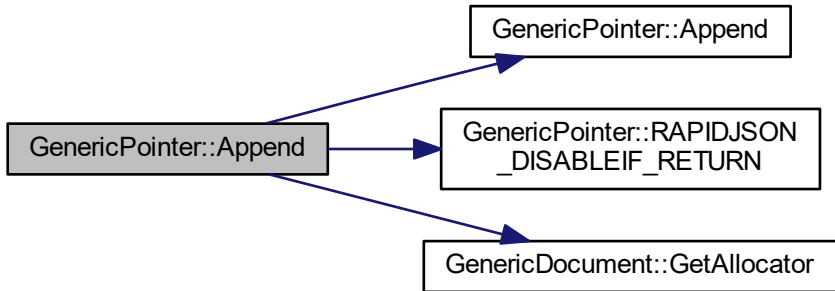 GenericPointer::Append
GenericPointer::Append
GenericPointer::RAPIDJSON
_DISABLEIF_RETURN
GenericDocument::GetAllocator